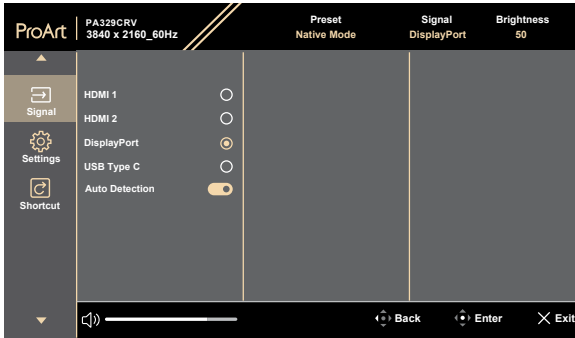 ProArt
PA329CRV
3840 x 2160_60Hz
Preset
Native Mode
Signal
DisplayPort
Brightness
50
Signal
Settings
Shortcut
HDMI 1
HDMI 2
DisplayPort
USB Type C
Auto Detection
Back
Enter
Exit